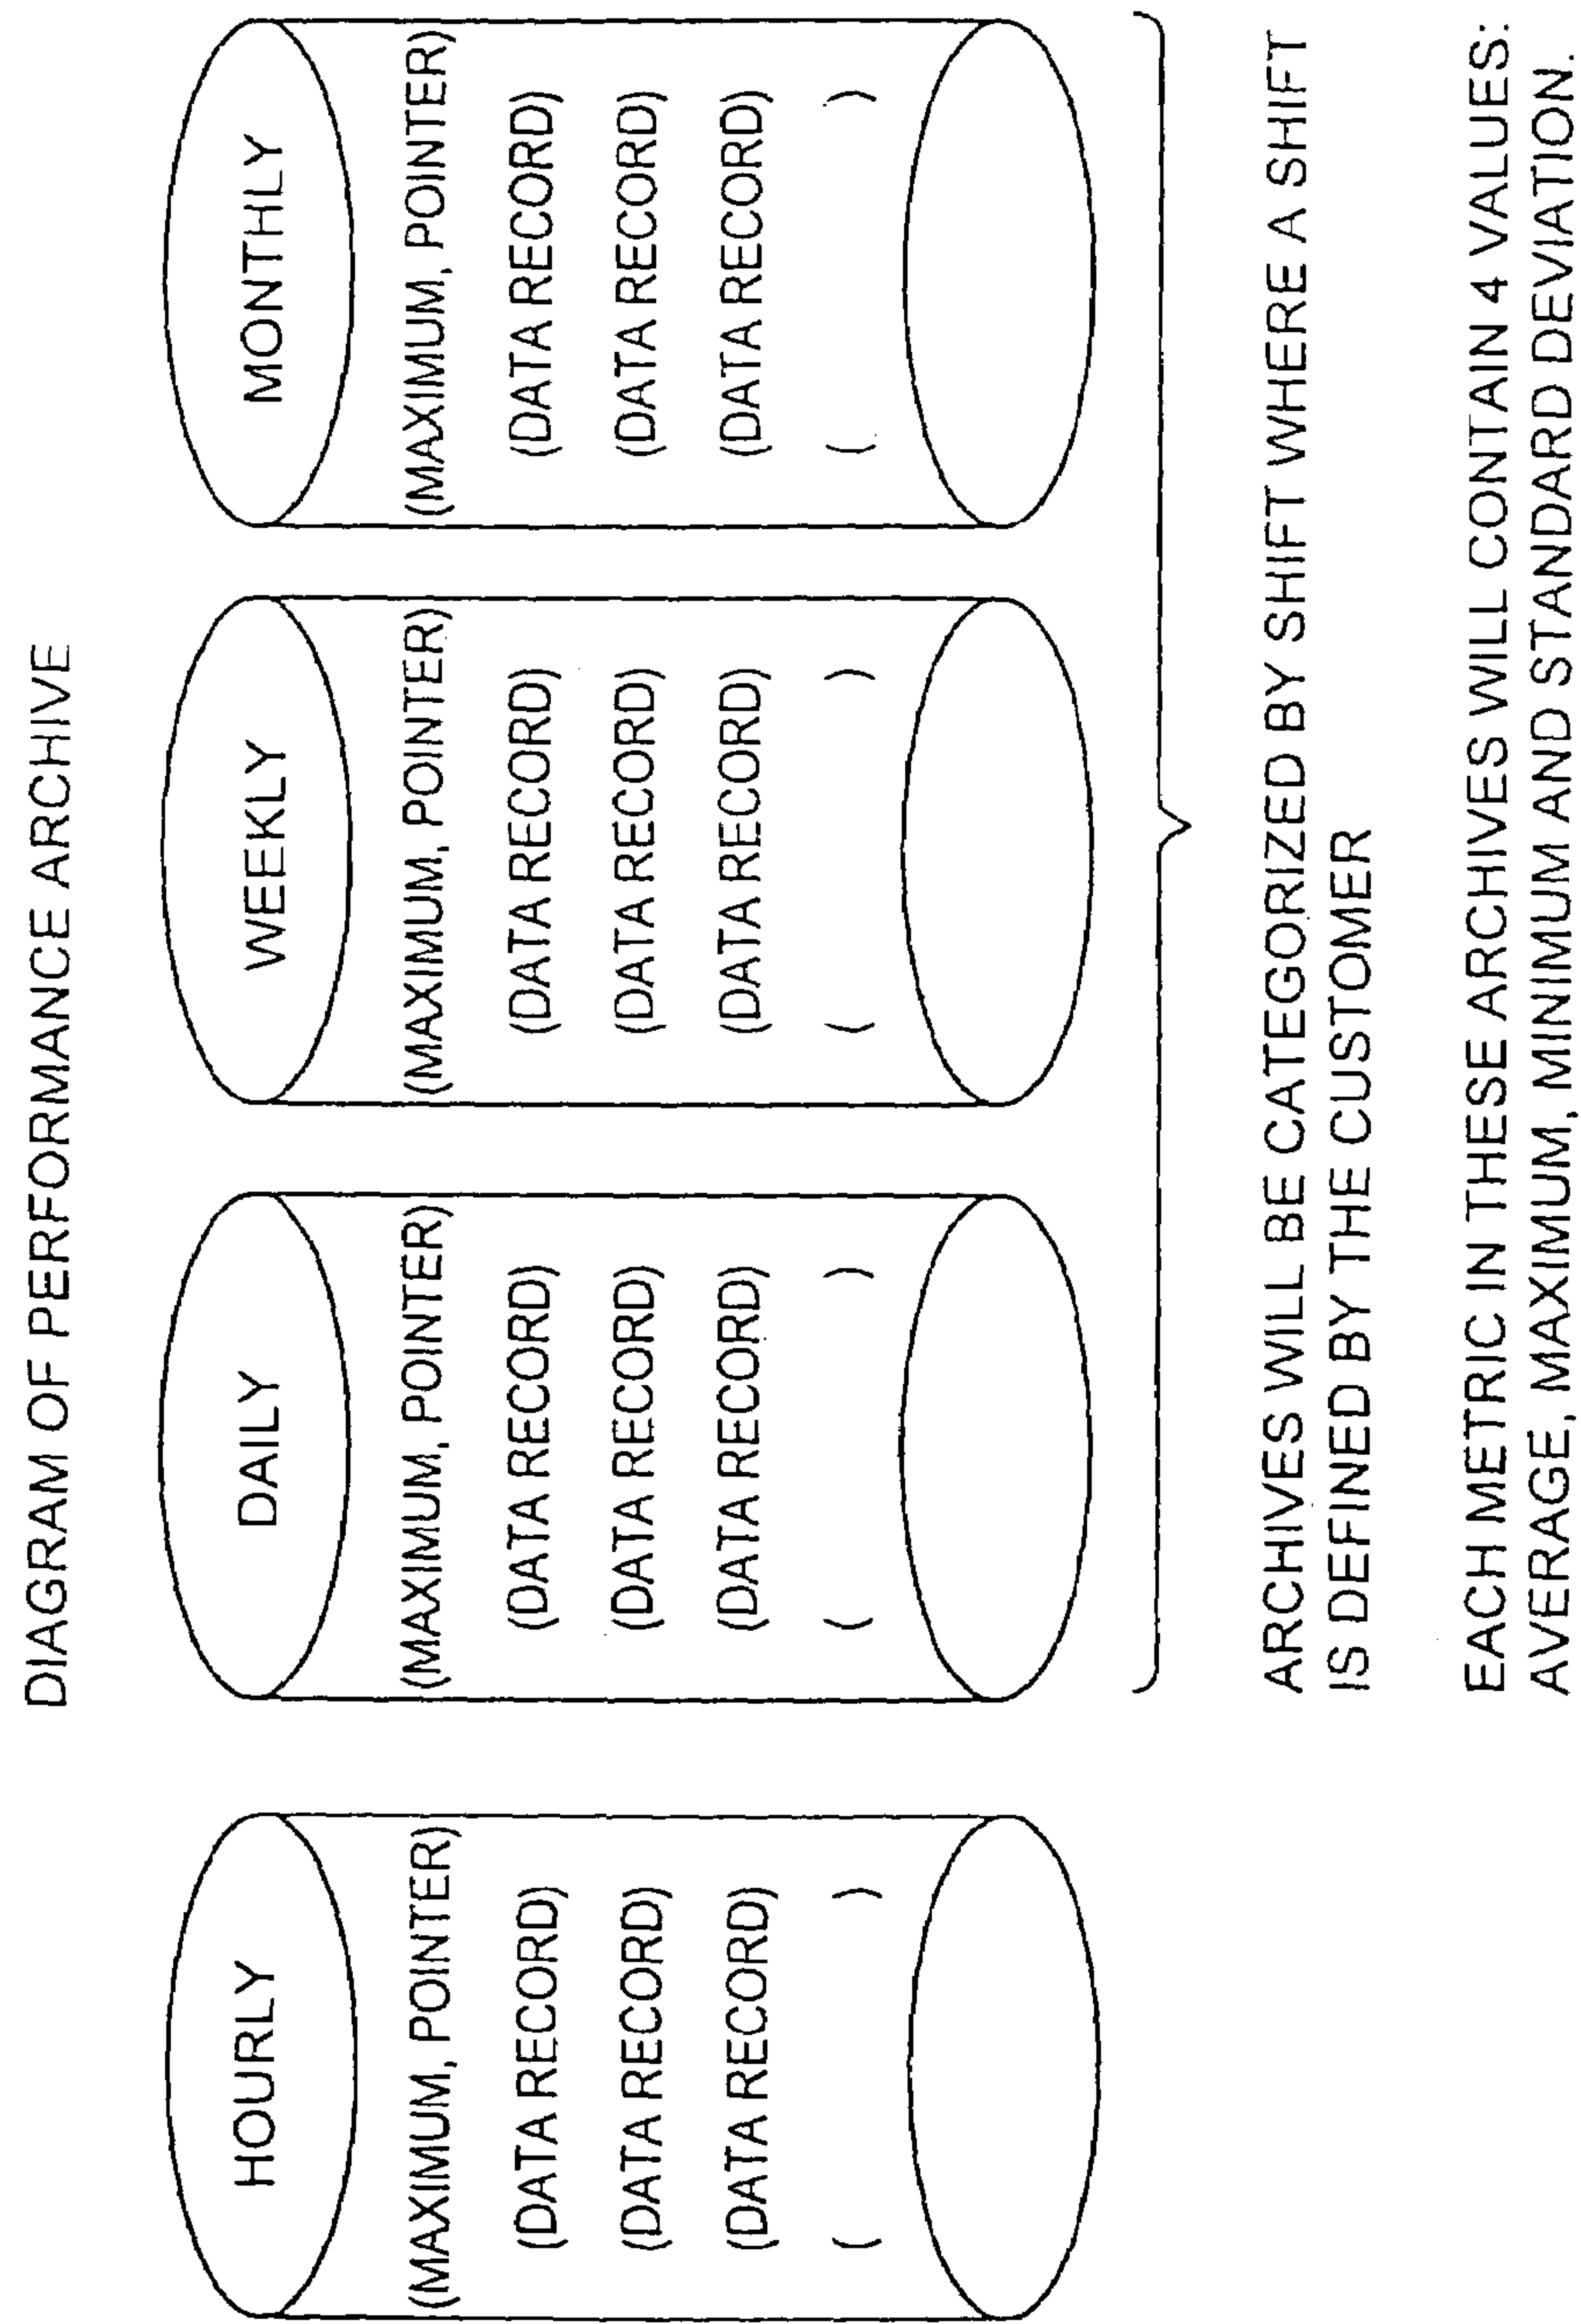 DIAGRAM OF PERFORMANCE ARCHIVE
HOURLY
(MAXIMUM, POINTER)
(DATA RECORD)
(DATA RECORD)
(DATA RECORD)
( )
DAILY
(MAXIMUM, POINTER)
(DATA RECORD)
(DATA RECORD)
(DATA RECORD)
( )
WEEKLY
(MAXIMUM, POINTER)
(DATA RECORD)
(DATA RECORD)
(DATA RECORD)
( )
MONTHLY
(MAXIMUM, POINTER)
(DATA RECORD)
(DATA RECORD)
(DATA RECORD)
( )
ARCHIVES WILL BE CATEGORIZED BY SHIFT WHERE A SHIFT
IS DEFINED BY THE CUSTOMER
EACH METRIC IN THESE ARCHIVES WILL CONTAIN 4 VALUES:
AVERAGE, MAXIMUM, MINIMUM AND STANDARD DEVIATION.